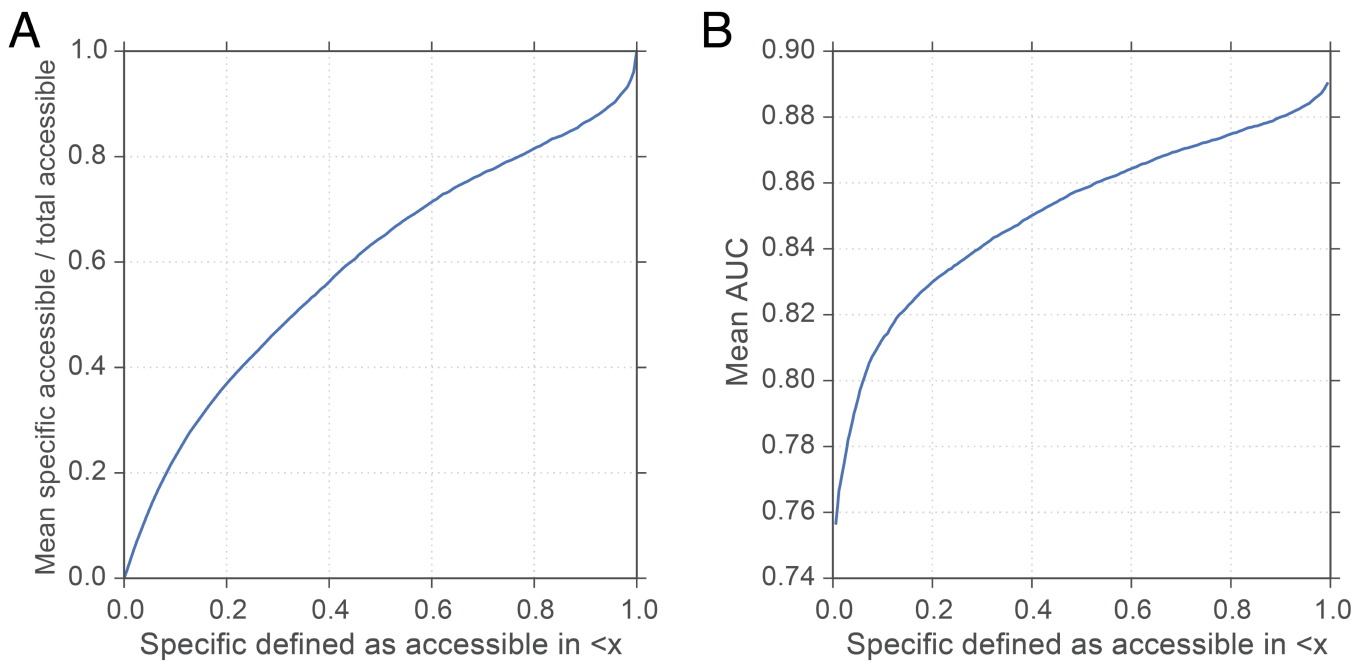 A
Mean specific accessible / total accessible
1.0
0.8
0.6
0.4
0.2
0.0
0.0 0.2 0.4 0.6 0.8 1.0
Specific defined as accessible in <x
B
Mean AUC
0.90
0.88
0.86
0.84
0.82
0.80
0.78
0.76
0.74
0.0 0.2 0.4 0.6 0.8 1.0
Specific defined as accessible in <x